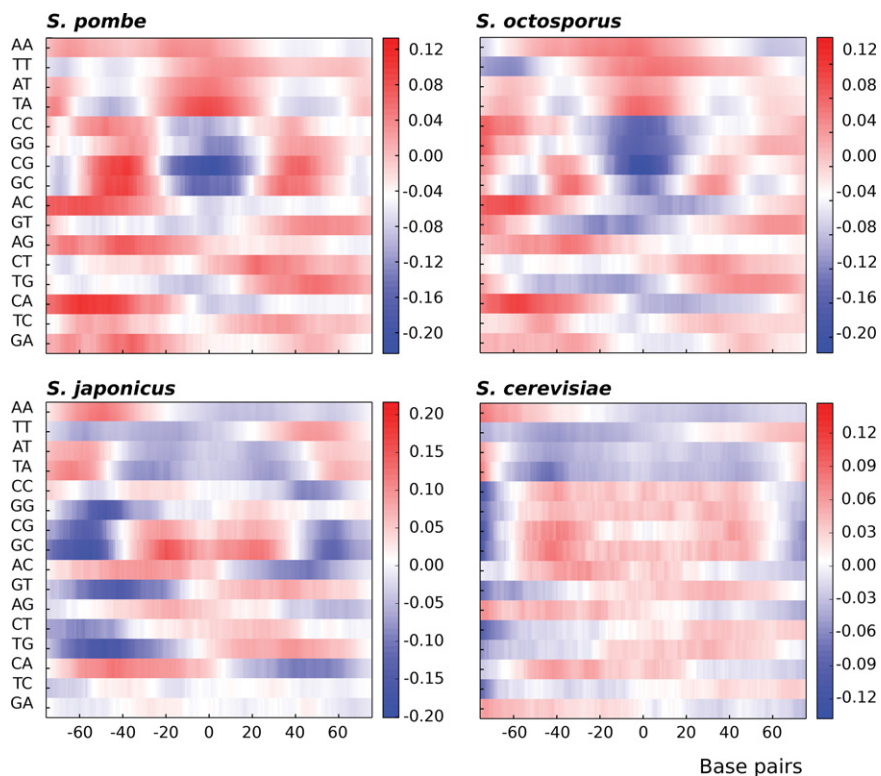 S. pombe
S. octosporus
AA
TT
AT
TA
CC
GG
CG
GC
AC
GT
AG
CT
TG
CA
TC
GA
0.12
0.08
0.04
0.00
-0.04
-0.08
-0.12
-0.16
-0.20
0.12
0.08
0.04
0.00
-0.04
-0.08
-0.12
-0.16
-0.20
S. japonicus
S. cerevisiae
AA
TT
AT
TA
CC
GG
CG
GC
AC
GT
AG
CT
TG
CA
TC
GA
0.20
0.15
0.10
0.05
0.00
-0.05
-0.10
-0.15
-0.20
0.12
0.09
0.06
0.03
0.00
-0.03
-0.06
-0.09
-0.12
-60 -40 -20 0 20 40 60
-60 -40 -20 0 20 40 60
Base pairs